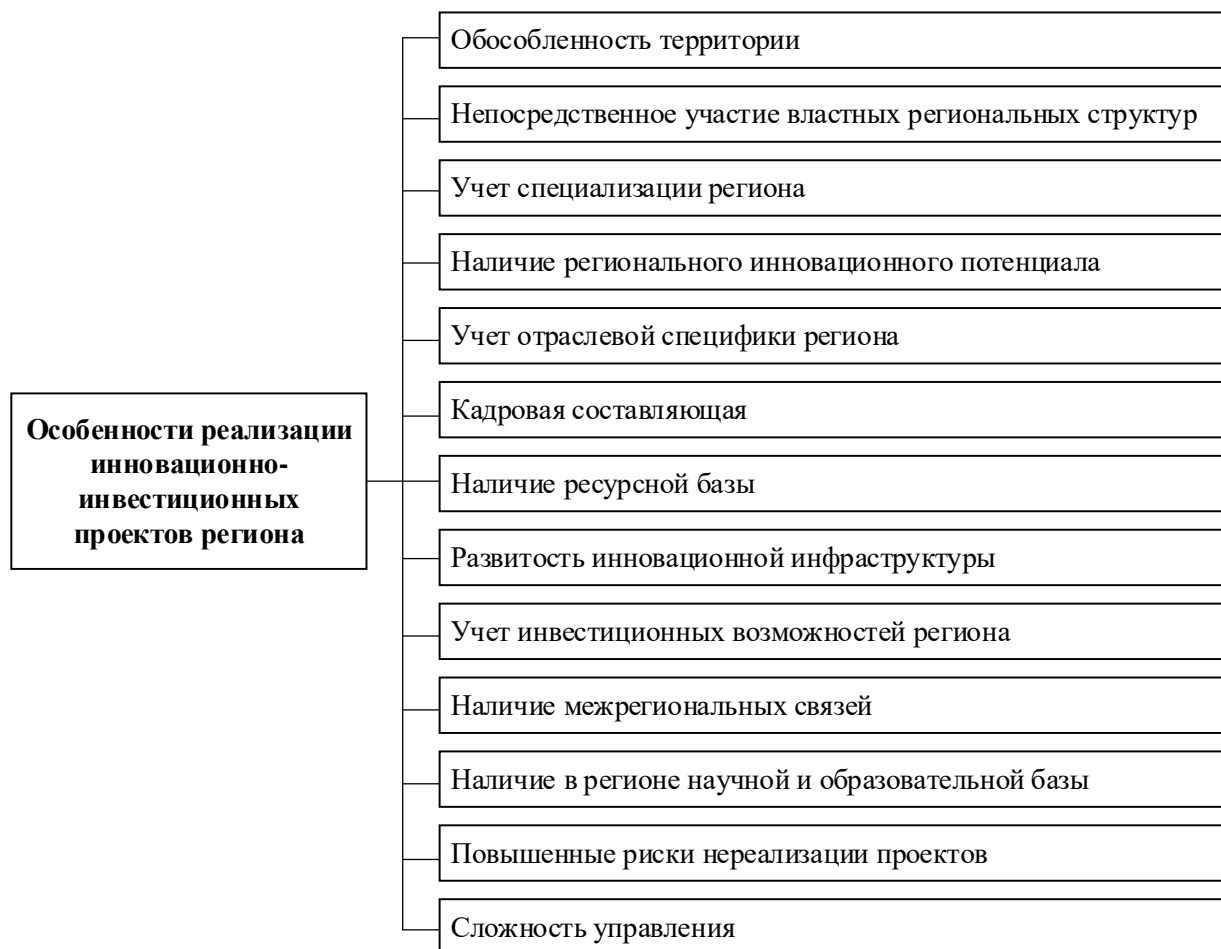 Обособленность территории
Непосредственное участие властных региональных структур
Учет специализации региона
Наличие регионального инновационного потенциала
Учет отраслевой специфики региона
Кадровая составляющая
Особенности реализации
инновационно-
инвестиционных
проектов региона
Наличие ресурсной базы
Развитость инновационной инфраструктуры
Учет инвестиционных возможностей региона
Наличие межрегиональных связей
Наличие в регионе научной и образовательной базы
Повышенные риски нереализации проектов
Сложность управления